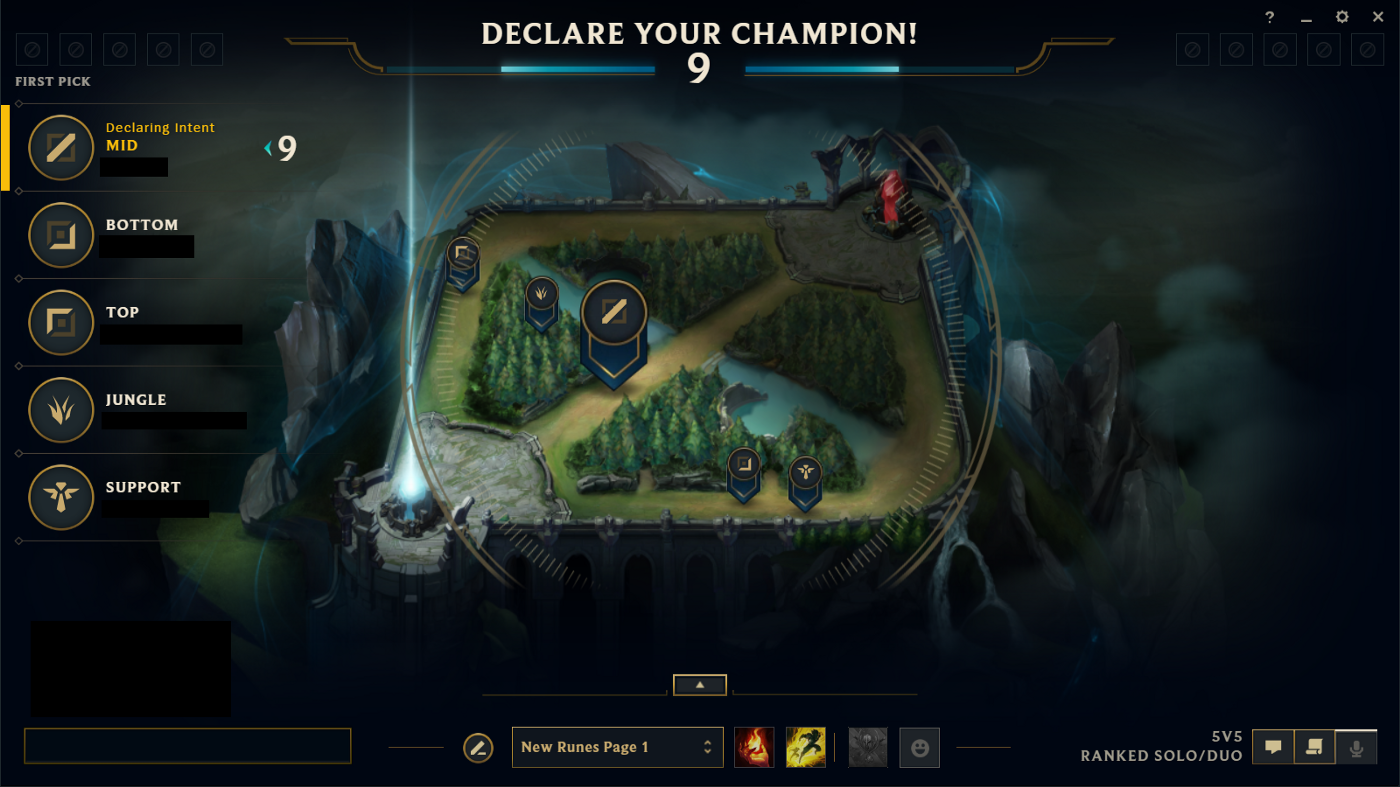 DECLARE YOUR CHAMPION!
9
?
FIRST PICK
Declaring Intent
MID
9
BOTTOM
TOP
JUNGLE
SUPPORT
New Runes Page 1
5V5
RANKED SOLO/DUO